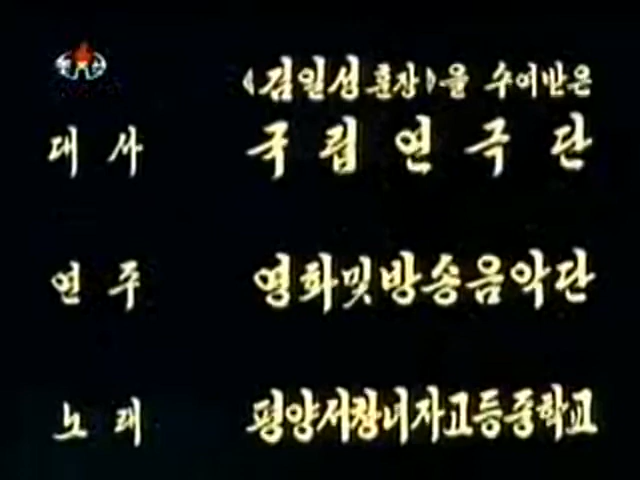 《김일성훈장》을 수여받은
대사 국립연극단
연주 영화및방송음악단
노래 평양서창녀자고등중학교